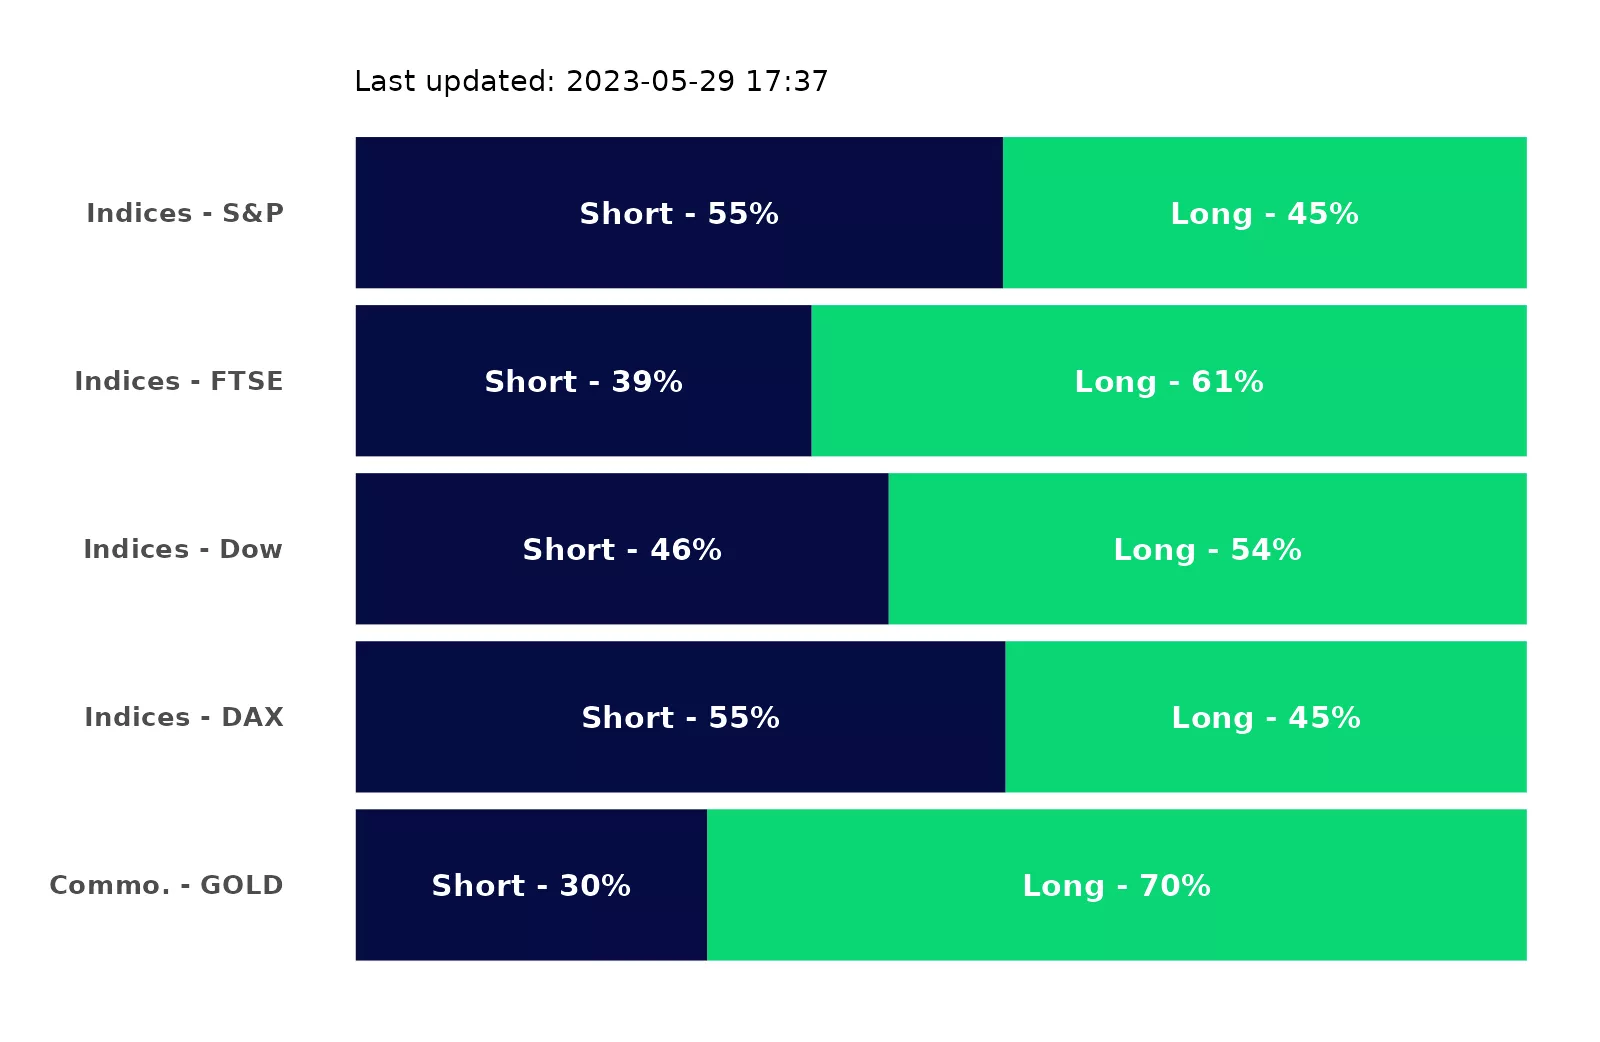 Last updated: 2023-05-29 17:37
Indices - S&P Short - 55% Long - 45%
Indices - FTSE Short - 39% Long - 61%
Indices - Dow Short - 46% Long - 54%
Indices - DAX Short - 55% Long - 45%
Commo. - GOLD Short - 30% Long - 70%